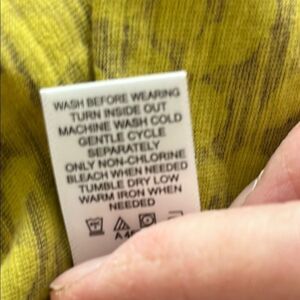 WASH BEFORE WEARING
TURN INSIDE OUT
MACHINE WASH COLD
GENTLE CYCLE
SEPARATELY
ONLY NON-CHLORINE
BLEACH WHEN NEEDED
TUMBLE DRY LOW
WARM IRON WHEN
NEEDED